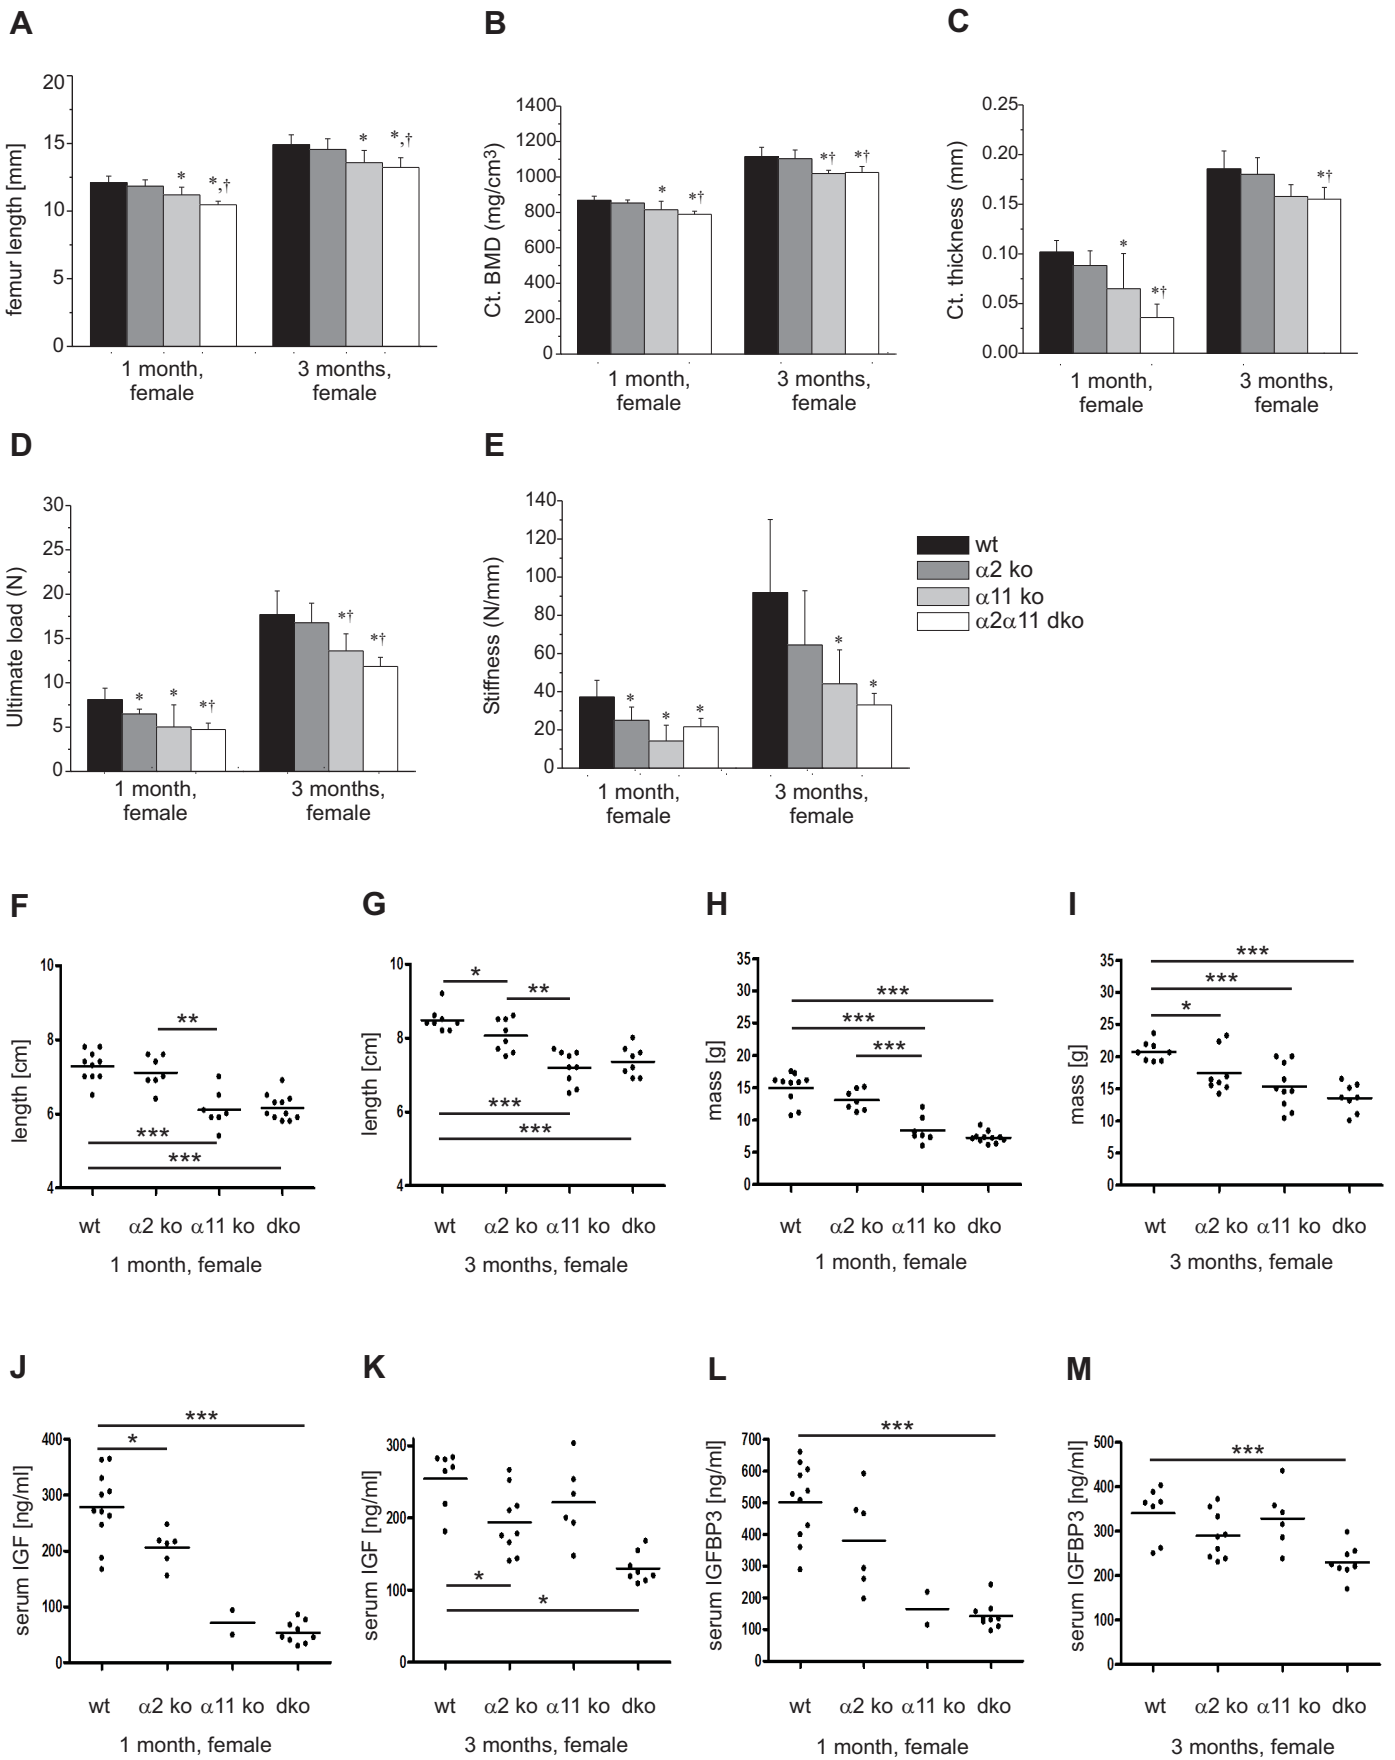 A
B
C
20
15
10
5
0
femur length [mm]
*
*,†
*
*,†
1 month,
female
3 months,
female
1400
1200
1000
800
600
400
200
0
Ct. BMD (mg/cm³)
*
*†
*†
*†
1 month,
female
3 months,
female
0.25
0.20
0.15
0.10
0.05
0.00
Ct. thickness (mm)
*
*†
*†
1 month,
female
3 months,
female
D
E
30
25
20
15
10
5
0
Ultimate load (N)
*
*
*†
*†
*†
1 month,
female
3 months,
female
140
120
100
80
60
40
20
0
Stiffness (N/mm)
*
*
*
*
*
1 month,
female
3 months,
female
wt
α2 ko
α11 ko
α2α11 dko
F
G
H
I
10
8
6
4
length [cm]
**
***
***
wt α2 ko α11 ko dko
1 month, female
10
8
6
4
length [cm]
*
**
***
***
wt α2 ko α11 ko dko
3 months, female
35
30
25
20
15
10
5
0
mass [g]
***
***
***
wt α2 ko α11 ko dko
1 month, female
35
30
25
20
15
10
5
0
mass [g]
***
***
*
wt α2 ko α11 ko dko
3 months, female
J
K
L
M
400
300
200
100
0
serum IGF [ng/ml]
***
*
wt α2 ko α11 ko dko
1 month, female
300
200
100
0
serum IGF [ng/ml]
*
*
wt α2 ko α11 ko dko
3 months, female
700
600
500
400
300
200
100
0
serum IGFBP3 [ng/ml]
***
wt α2 ko α11 ko dko
1 month, female
500
400
300
200
100
0
serum IGFBP3 [ng/ml]
***
wt α2 ko α11 ko dko
3 months, female